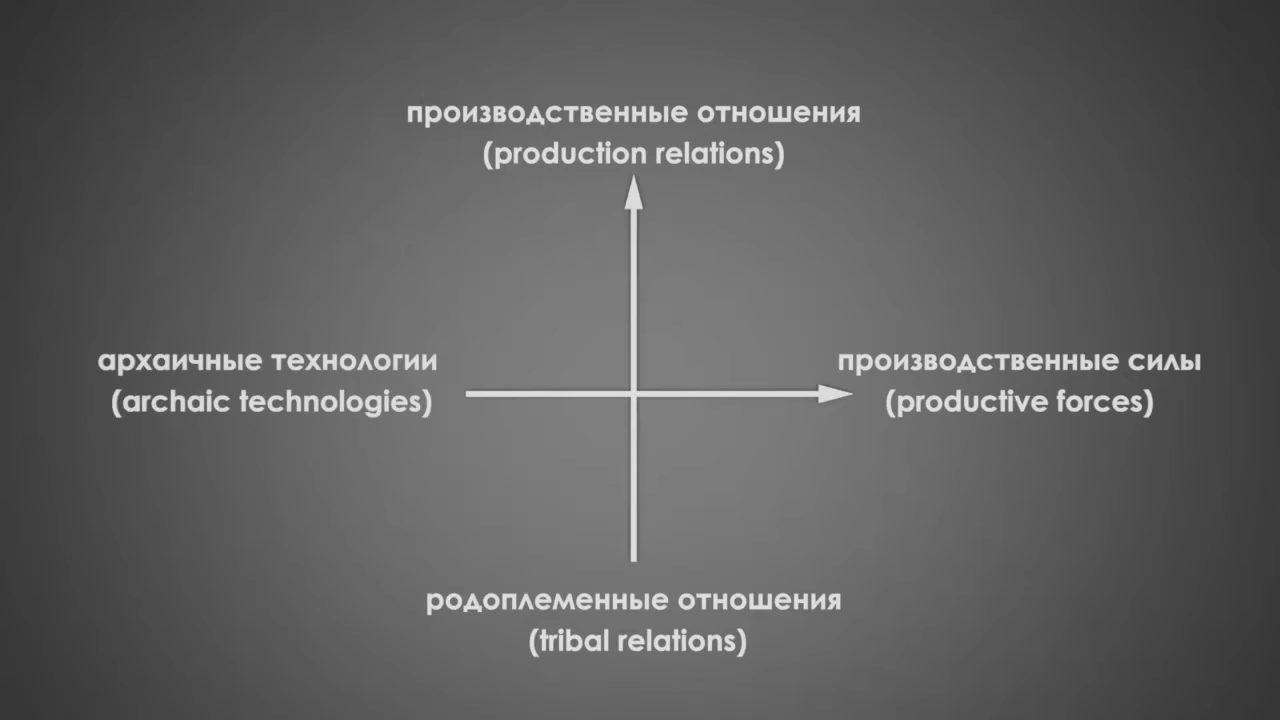 производственные отношения
(production relations)
архаичные технологии
(archaic technologies)
производственные силы
(productive forces)
родоплеменные отношения
(tribal relations)